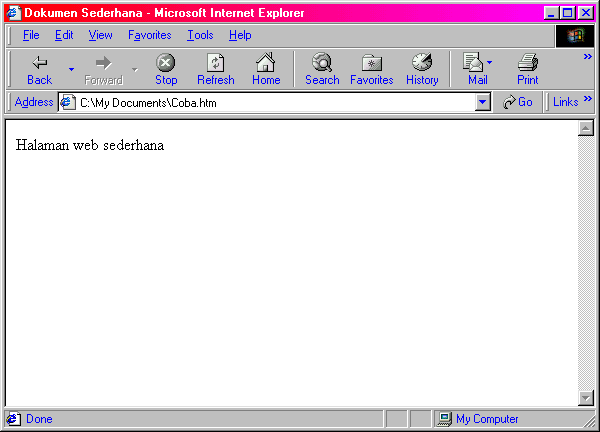 Dokumen Sederhana - Microsoft Internet Explorer
File Edit View Favorites Tools Help
Back Forward Stop Refresh Home Search Favorites History Mail Print »
Address C:\My Documents\Coba.htm Go Links »
Halaman web sederhana
Done My Computer